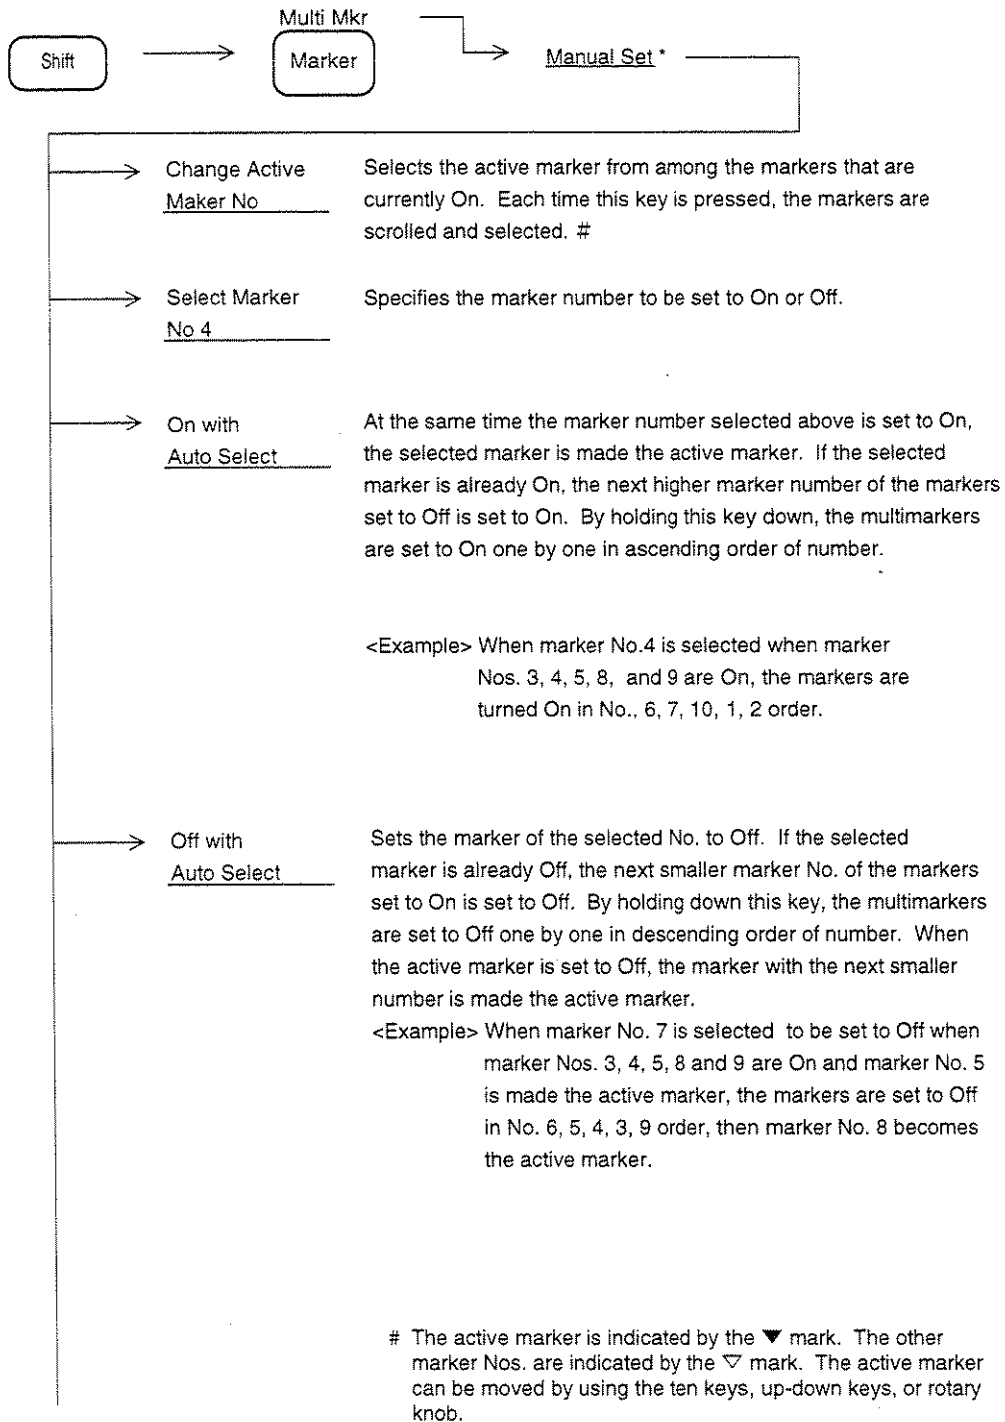 Multi Mkr
Shift
Marker
Manual Set *
Change Active
Maker No
Selects the active marker from among the markers that are
currently On. Each time this key is pressed, the markers are
scrolled and selected. #
Select Marker
No 4
Specifies the marker number to be set to On or Off.
On with
Auto Select
At the same time the marker number selected above is set to On,
the selected marker is made the active marker. If the selected
marker is already On, the next higher marker number of the markers
set to Off is set to On. By holding this key down, the multimarkers
are set to On one by one in ascending order of number.
<Example> When marker No.4 is selected when marker
Nos. 3, 4, 5, 8, and 9 are On, the markers are
turned On in No., 6, 7, 10, 1, 2 order.
Off with
Auto Select
Sets the marker of the selected No. to Off. If the selected
marker is already Off, the next smaller marker No. of the markers
set to On is set to Off. By holding down this key, the multimarkers
are set to Off one by one in descending order of number. When
the active marker is set to Off, the marker with the next smaller
number is made the active marker.
<Example> When marker No. 7 is selected to be set to Off when
marker Nos. 3, 4, 5, 8 and 9 are On and marker No. 5
is made the active marker, the markers are set to Off
in No. 6, 5, 4, 3, 9 order, then marker No. 8 becomes
the active marker.
# The active marker is indicated by the ▼ mark. The other
marker Nos. are indicated by the ▽ mark. The active marker
can be moved by using the ten keys, up-down keys, or rotary
knob.